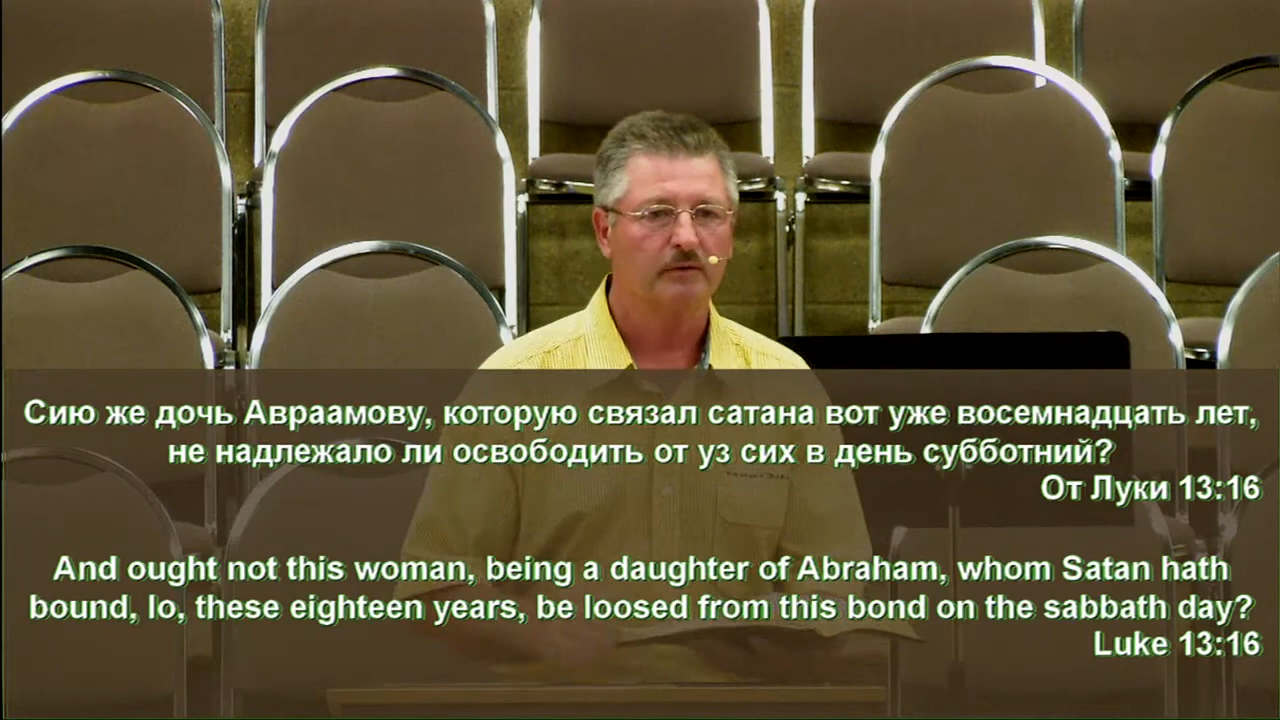 Сию же дочь Авраамову, которую связал сатана вот уже восемнадцать лет,
не надлежало ли освободить от уз сих в день субботний?
От Луки 13:16
And ought not this woman, being a daughter of Abraham, whom Satan hath
bound, lo, these eighteen years, be loosed from this bond on the sabbath day?
Luke 13:16